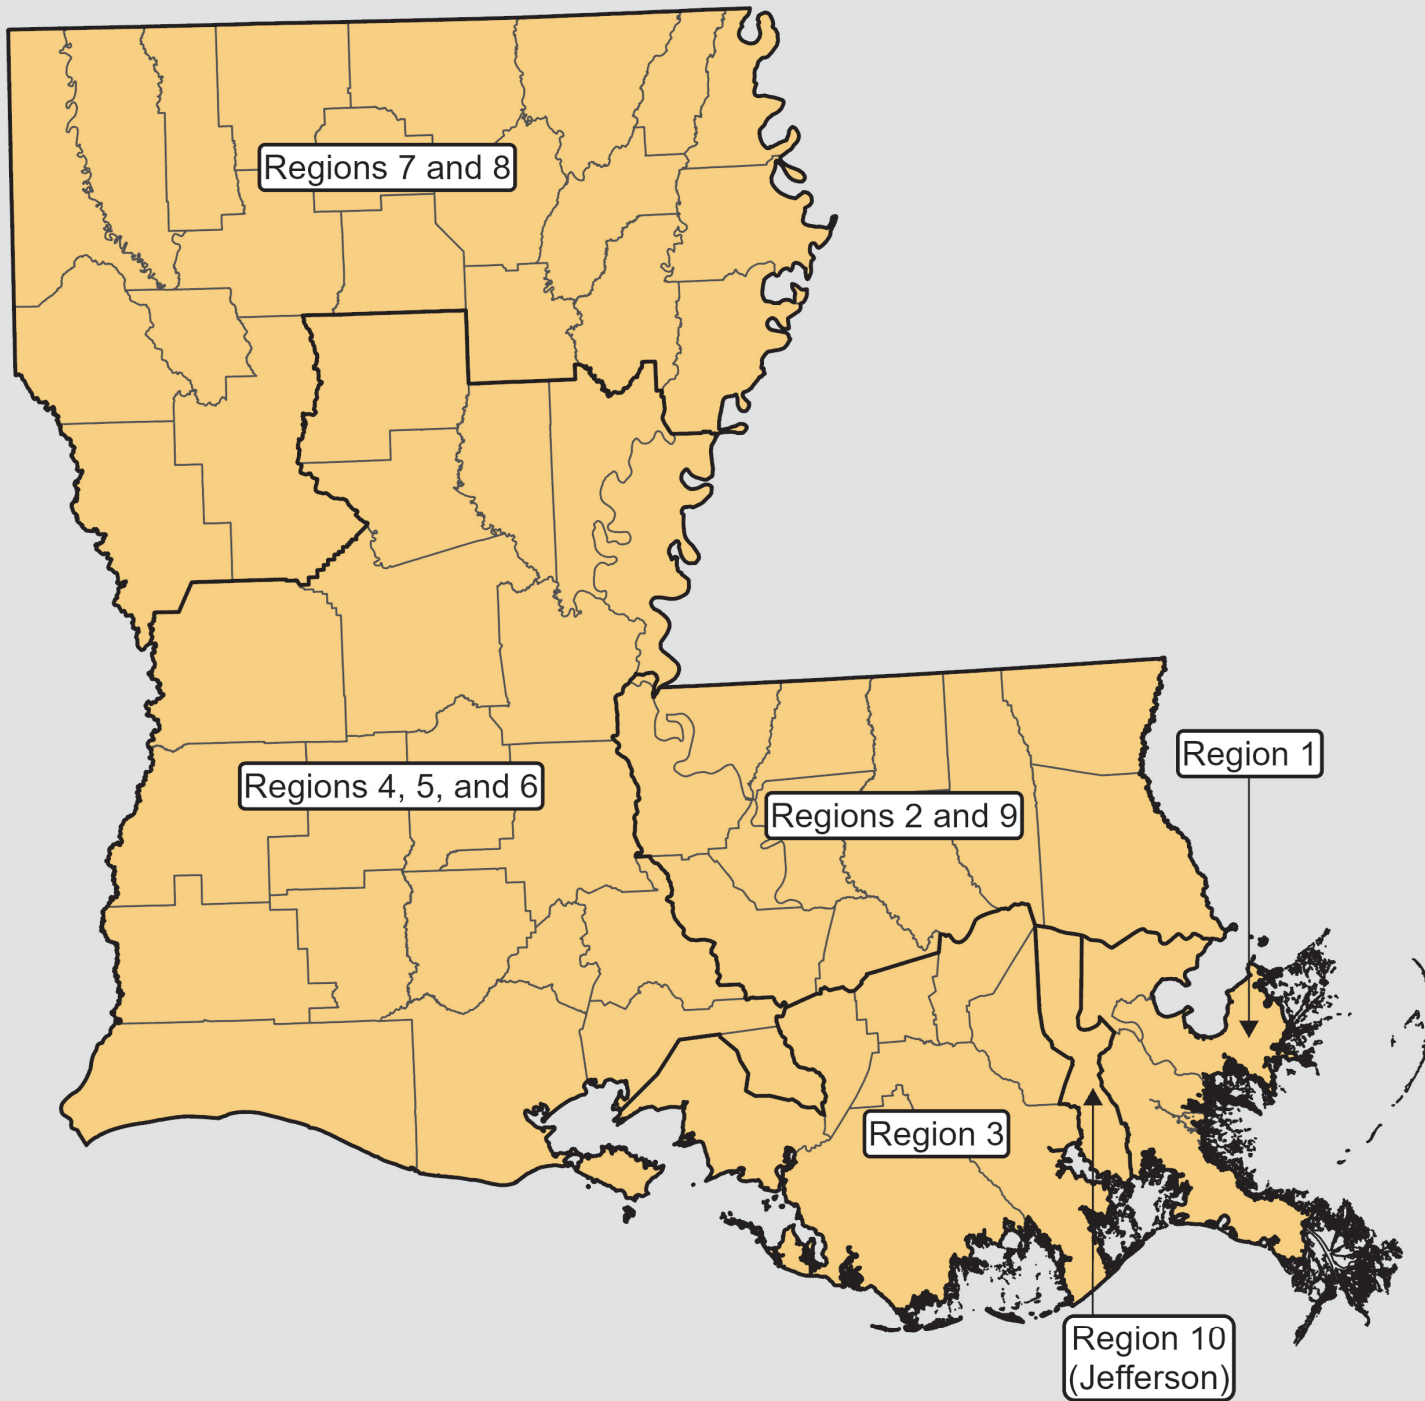 Regions 7 and 8
Region 1
Regions 4, 5, and 6
Regions 2 and 9
Region 3
Region 10
(Jefferson)